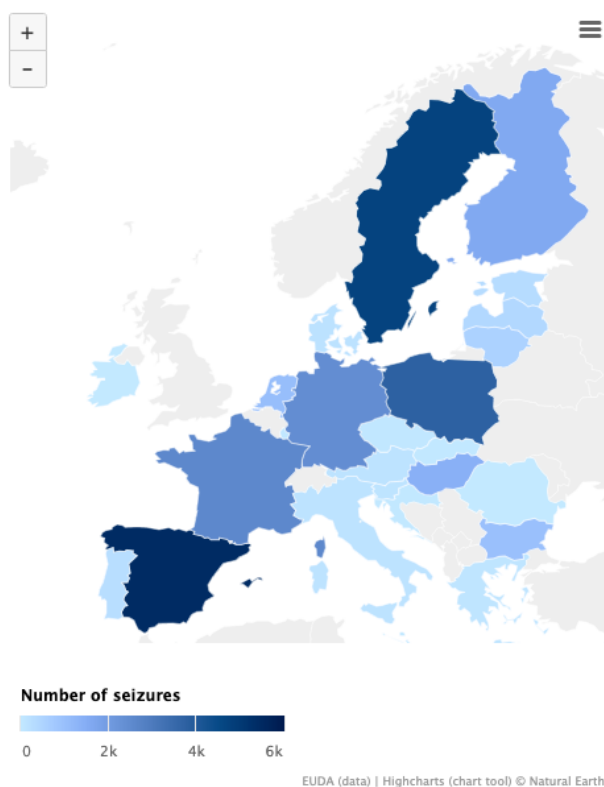 +
−
Number of seizures
0 2k 4k 6k
EUDA (data) | Highcharts (chart tool) © Natural Earth